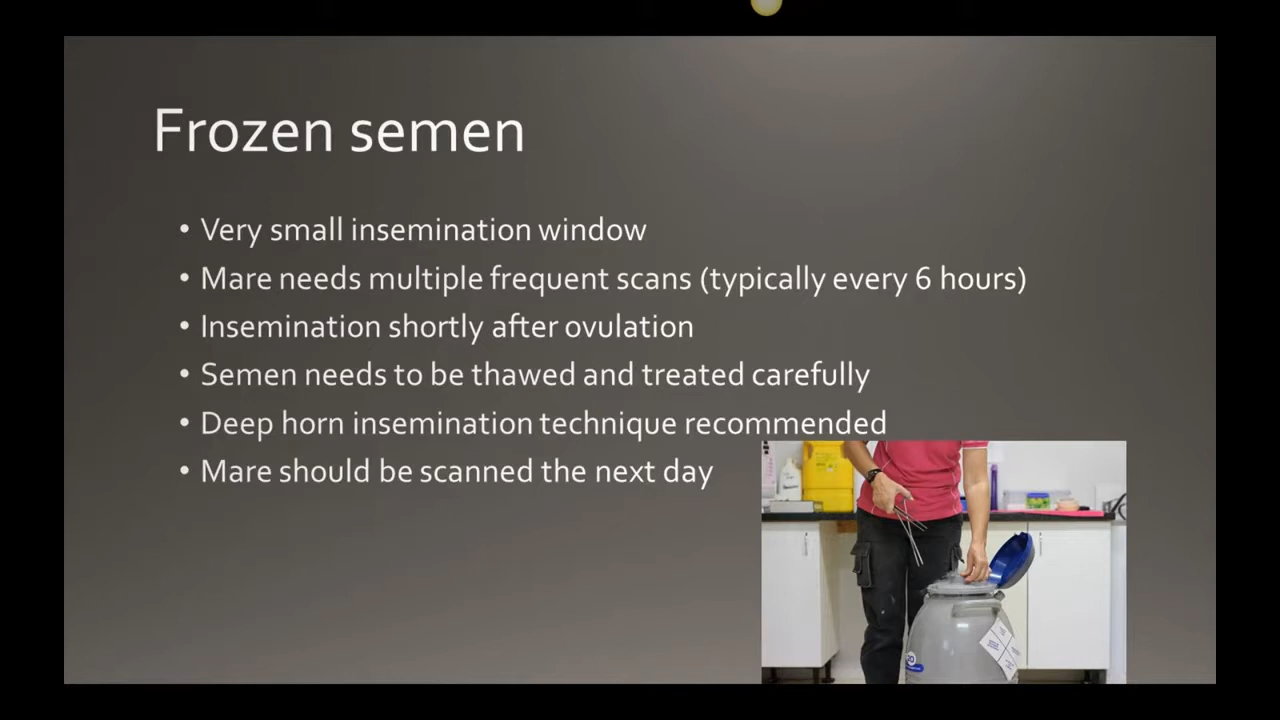 Frozen semen
• Very small insemination window
• Mare needs multiple frequent scans (typically every 6 hours)
• Insemination shortly after ovulation
• Semen needs to be thawed and treated carefully
• Deep horn insemination technique recommended
• Mare should be scanned the next day